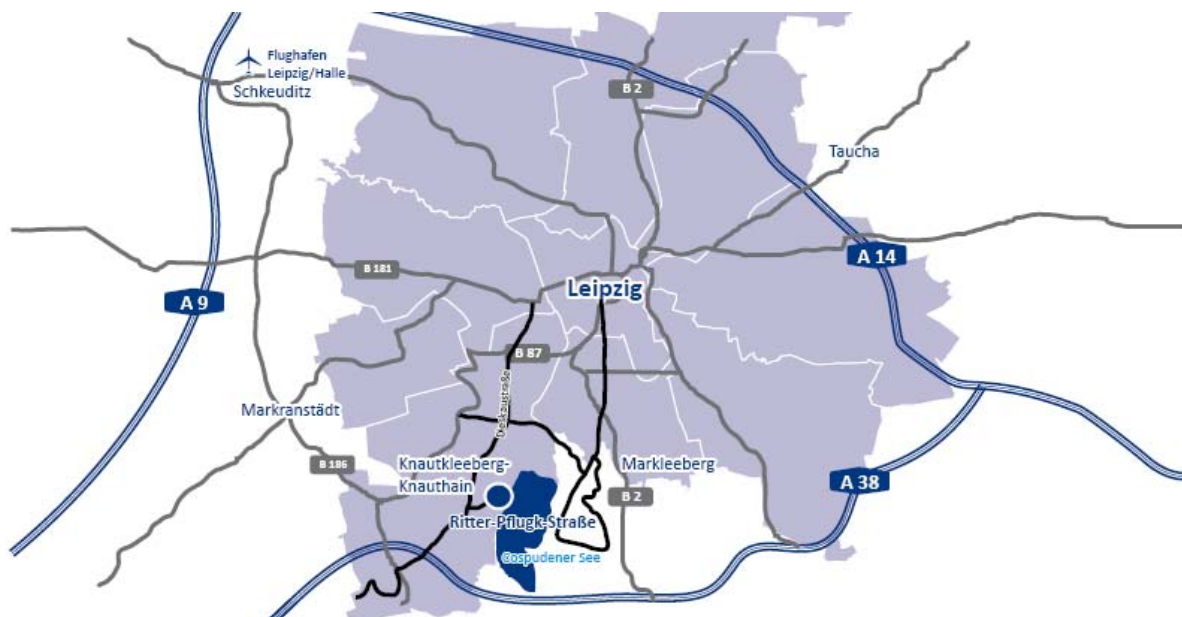 Flughafen
Leipzig/Halle
Schkeuditz
B 2
Taucha
A 14
B 181
Leipzig
A 9
B 87
Dieskaustraße
Markranstädt
B 186
Knautkleeberg-
Knauthain
Markleeberg
A 38
B 2
Ritter-Pflugk-Straße
Cospudener See